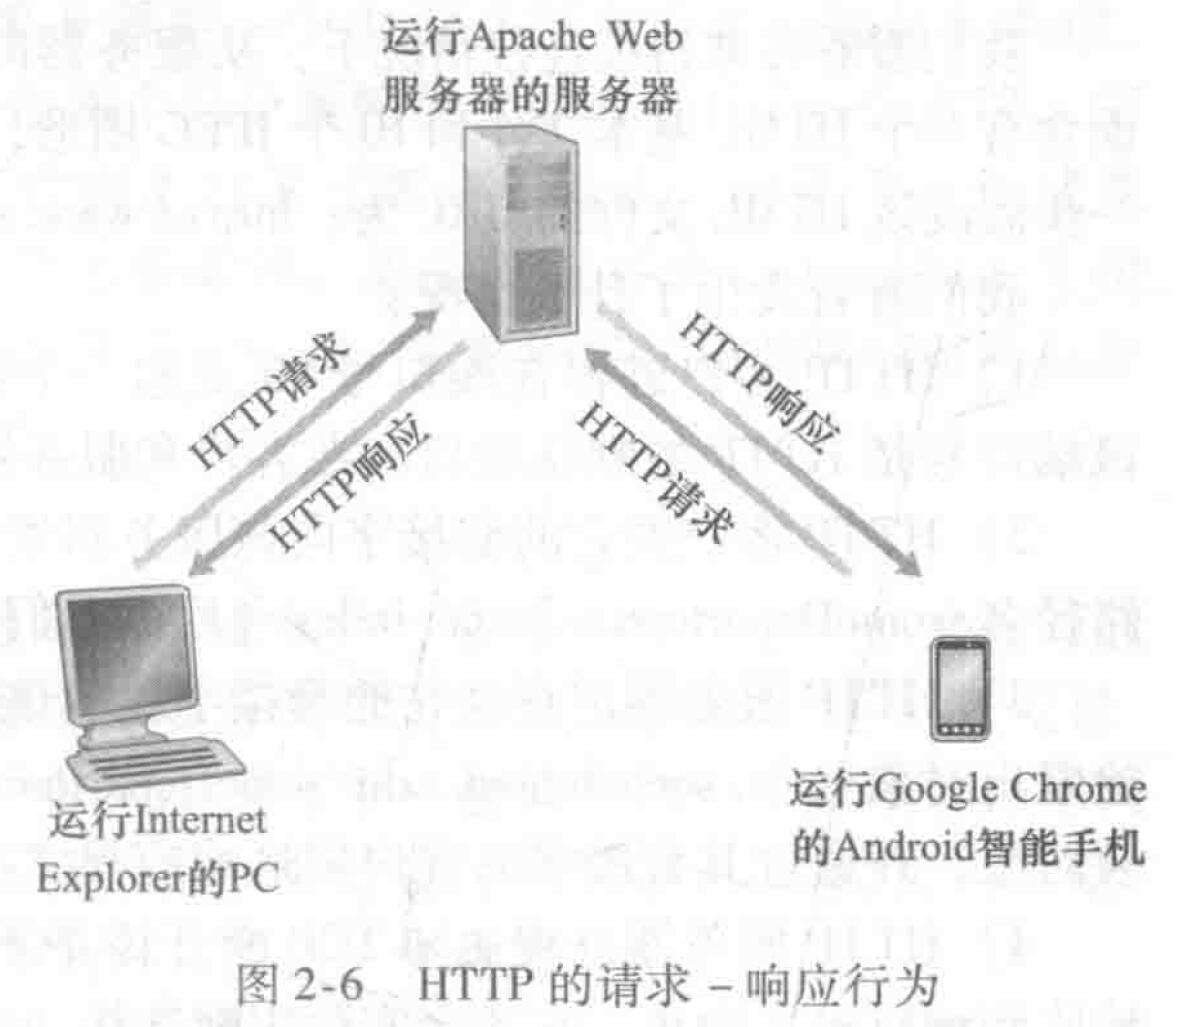 运行Apache Web
服务器的服务器
HTTP请求
HTTP响应
HTTP响应
HTTP请求
运行Internet
Explorer的PC
运行Google Chrome
的Android智能手机
图 2-6 HTTP 的请求 – 响应行为